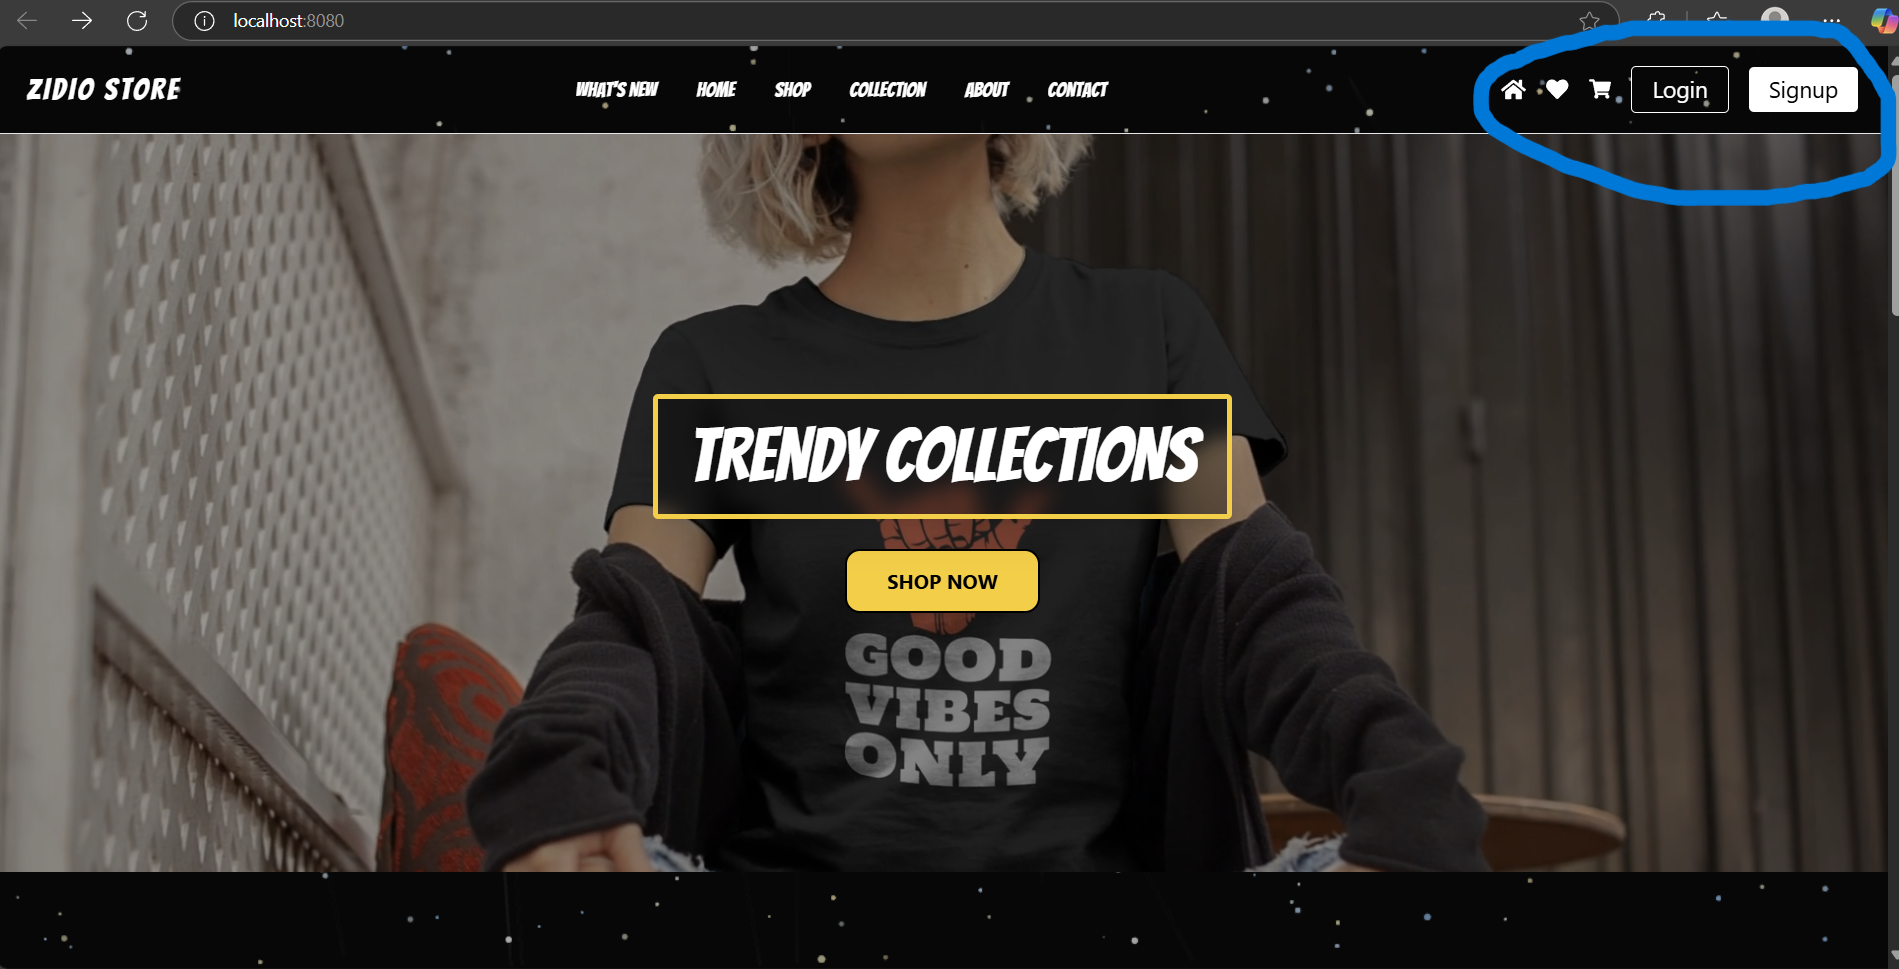 localhost:8080
ZIDIO STORE
WHAT'S NEW HOME SHOP COLLECTION ABOUT CONTACT
Login Signup
TRENDY COLLECTIONS
SHOP NOW
GOOD
VIBES
ONLY